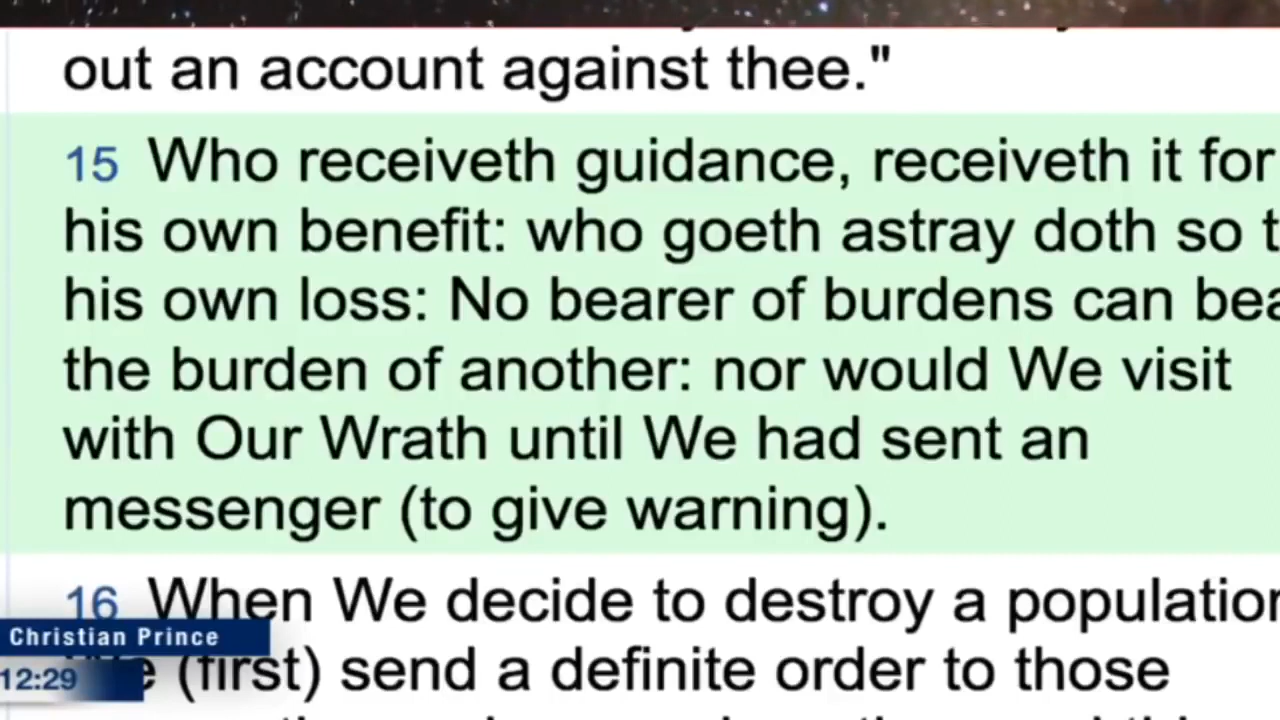 out an account against thee."
15 Who receiveth guidance, receiveth it for
his own benefit: who goeth astray doth so t
his own loss: No bearer of burdens can bea
the burden of another: nor would We visit
with Our Wrath until We had sent an
messenger (to give warning).
16 When We decide to destroy a population
Christian Prince
(first) send a definite order to those
12:29